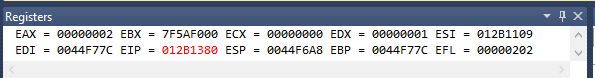 Registers
EAX = 00000002 EBX = 7F5AF000 ECX = 00000000 EDX = 00000001 ESI = 012B1109
EDI = 0044F77C EIP = 012B1380 ESP = 0044F6A8 EBP = 0044F77C EFL = 00000202